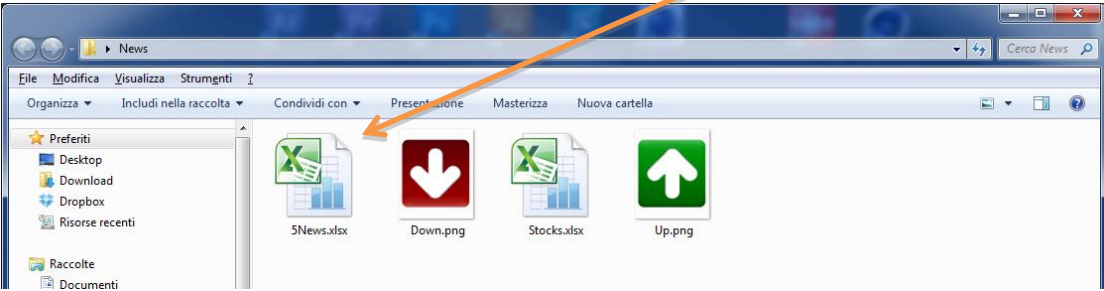 News
Cerca News
File Modifica Visualizza Strumenti ?
Organizza Includi nella raccolta Condividi con Presentazione Masterizza Nuova cartella
Preferiti
Desktop
Download
Dropbox
Risorse recenti
Raccolte
Documenti
5News.xlsx
Down.png
Stocks.xlsx
Up.png